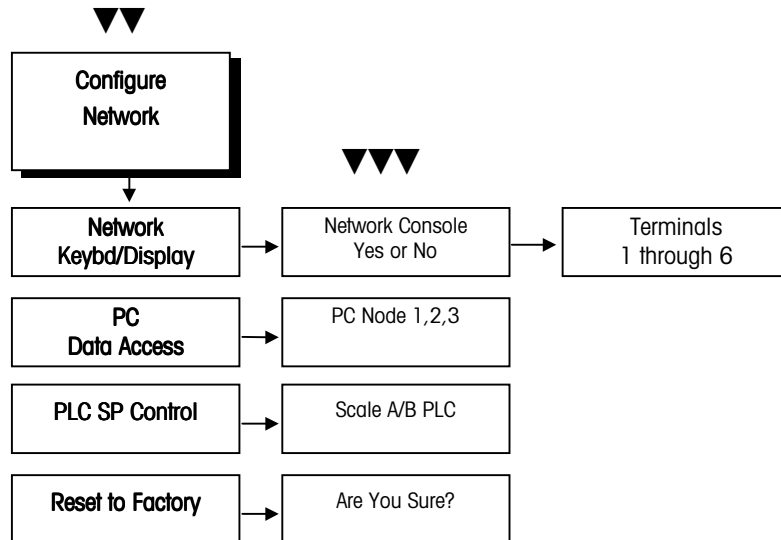 Configure
Network
Network
Keybd/Display
Network Console
Yes or No
Terminals
1 through 6
PC
Data Access
PC Node 1,2,3
PLC SP Control
Scale A/B PLC
Reset to Factory
Are You Sure?